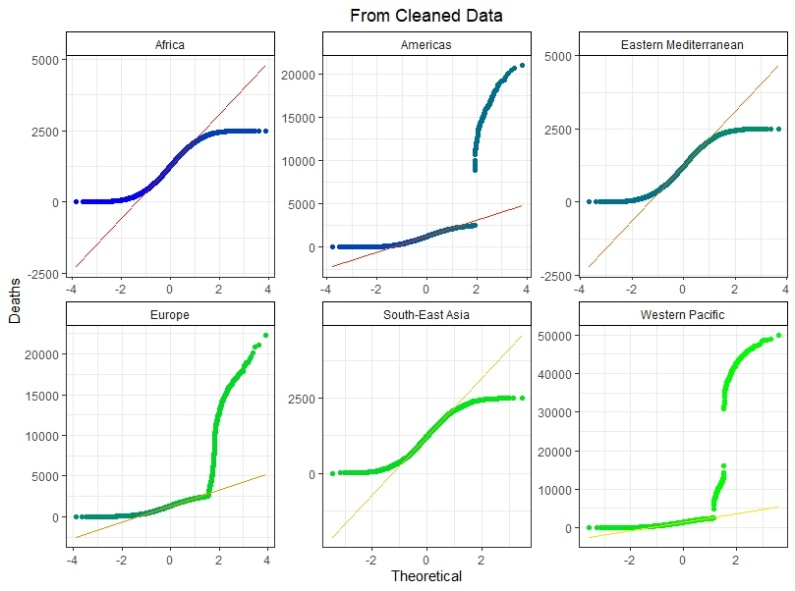 From Cleaned Data
Africa
Americas
Eastern Mediterranean
5000
2500
0
-2500
-4 -2 0 2 4
20000
15000
10000
5000
0
-4 -2 0 2 4
5000
2500
0
-2500
-4 -2 0 2 4
Deaths
Europe
South-East Asia
Western Pacific
20000
15000
10000
5000
0
-4 -2 0 2 4
2500
0
-2 0 2
50000
40000
30000
20000
10000
0
-2 0 2
Theoretical